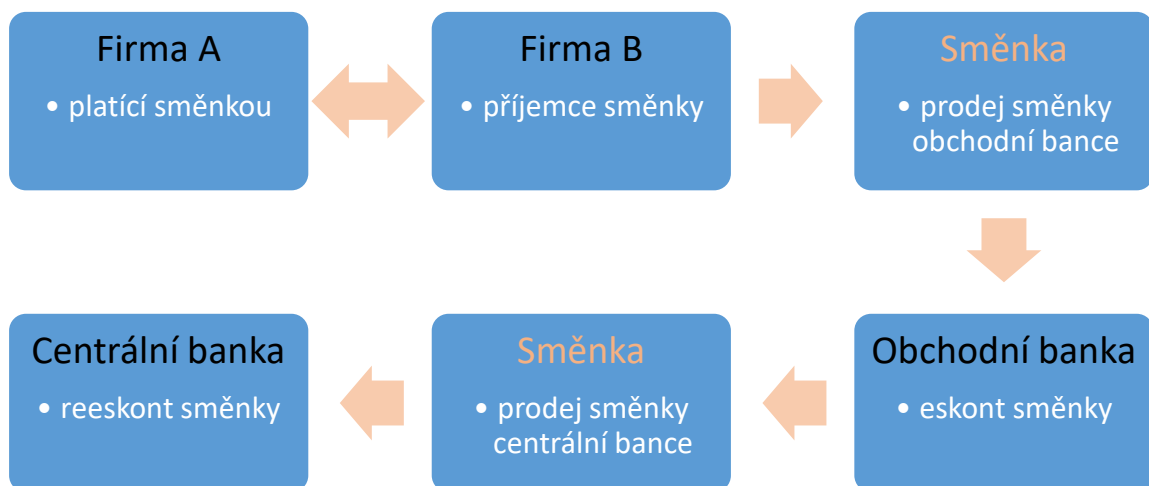 Firma A
• platící směnkou
Firma B
• příjemce směnky
Směnka
• prodej směnky
obchodní bance
Obchodní banka
• eskont směnky
Směnka
• prodej směnky
centrální bance
Centrální banka
• reeskont směnky